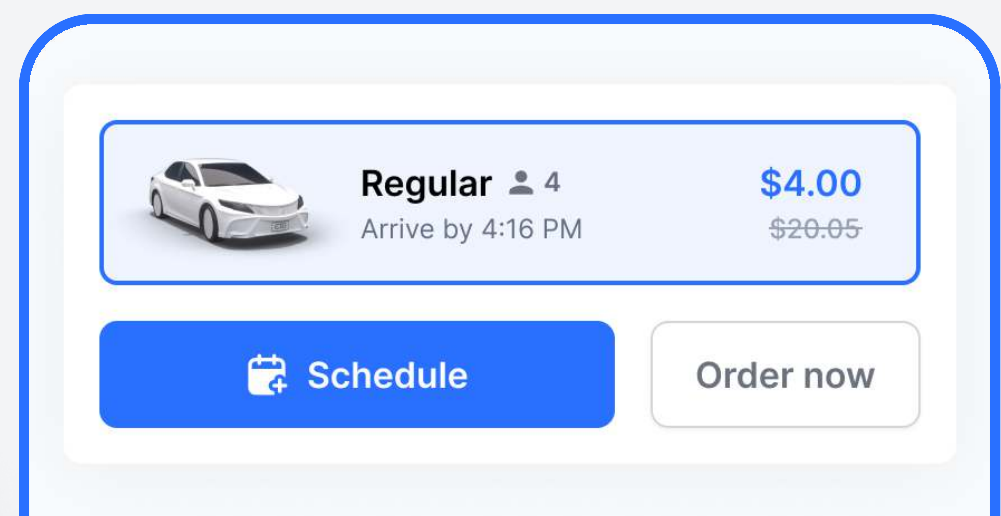 Regular 4
$4.00
Arrive by 4:16 PM
$20.05
Schedule
Order now